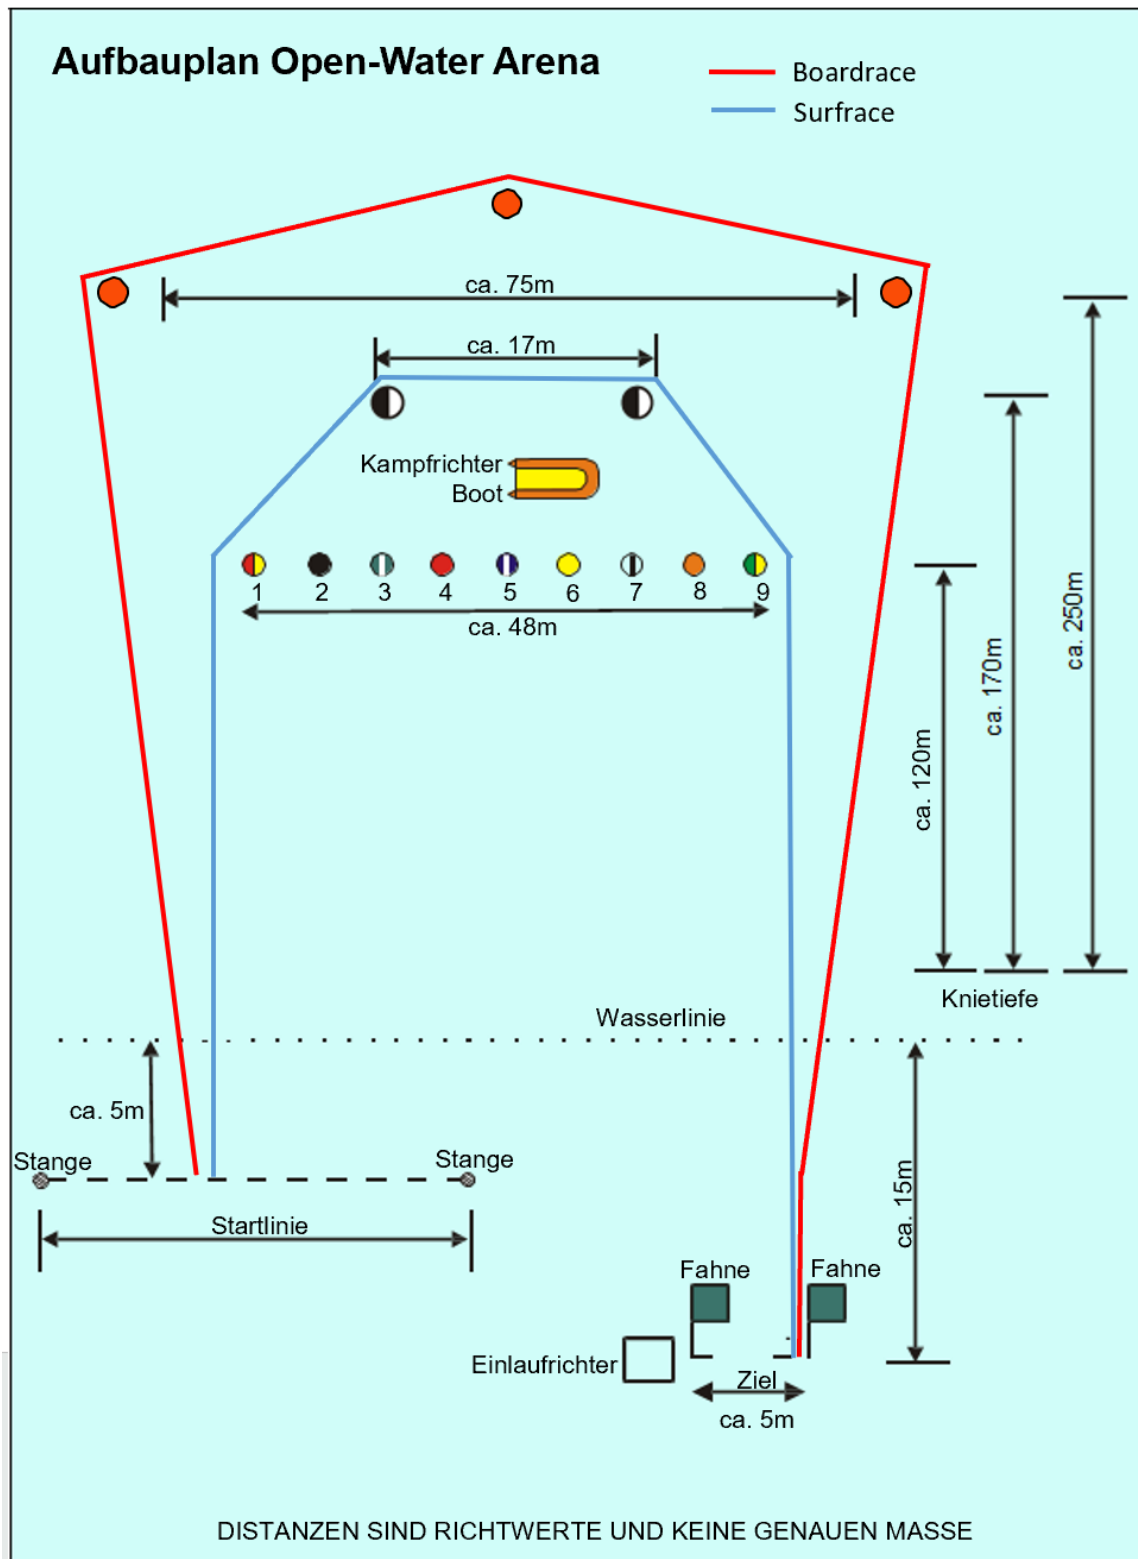 Aufbauplan Open-Water Arena
Boardrace
Surfrace
ca. 75m
ca. 17m
Kampfrichter
Boot
1 2 3 4 5 6 7 8 9
ca. 48m
ca. 120m
ca. 170m
ca. 250m
Knietiefe
Wasserlinie
ca. 5m
Stange
Stange
Startlinie
ca. 15m
Fahne
Fahne
Einlaufrichter
Ziel
ca. 5m
DISTANZEN SIND RICHTWERTE UND KEINE GENAUEN MASSE